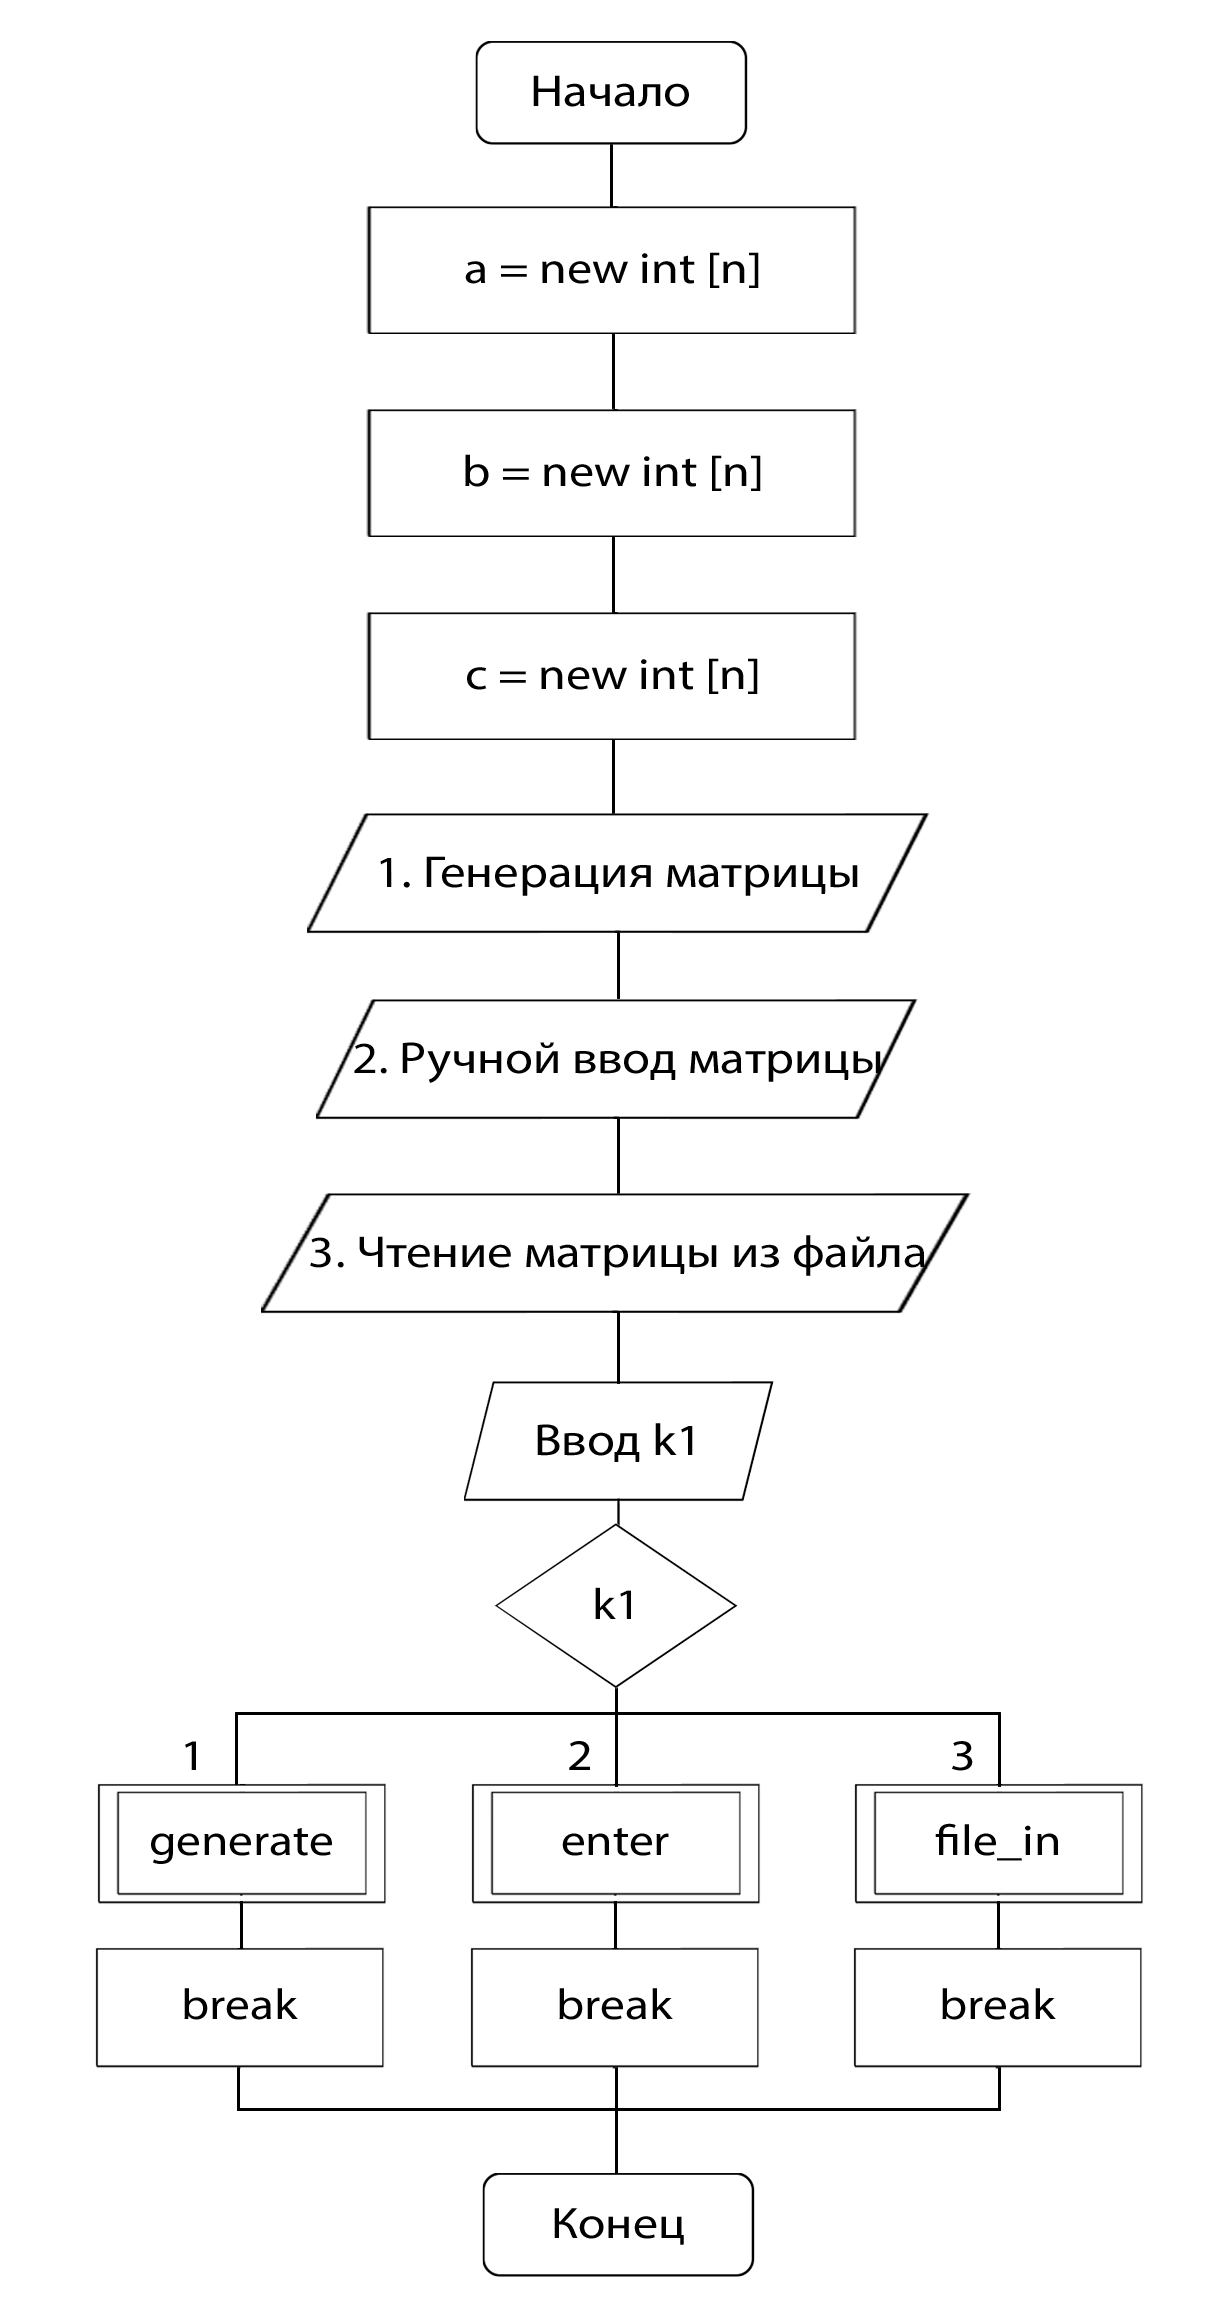 Начало
a = new int [n]
b = new int [n]
c = new int [n]
1. Генерация матрицы
2. Ручной ввод матрицы
3. Чтение матрицы из файла
Ввод k1
k1
1
2
3
generate
enter
file_in
break
break
break
Конец